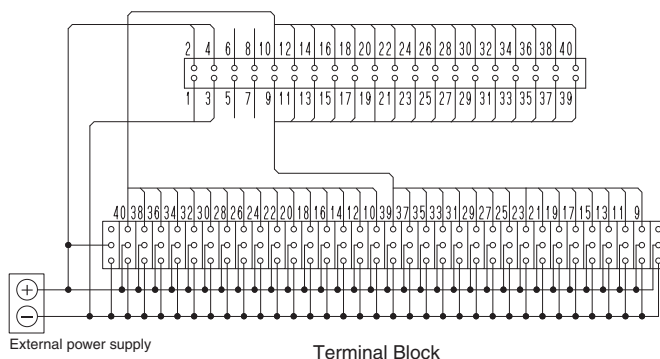 2 4 6 8 10 12 14 16 18 20 22 24 26 28 30 32 34 36 38 40
1 3 5 7 9 11 13 15 17 19 21 23 25 27 29 31 33 35 37 39
40 38 36 34 32 30 28 26 24 22 20 18 16 14 12 10 39 37 35 33 31 29 27 25 23 21 19 17 15 13 11 9
+
−
External power supply
Terminal Block